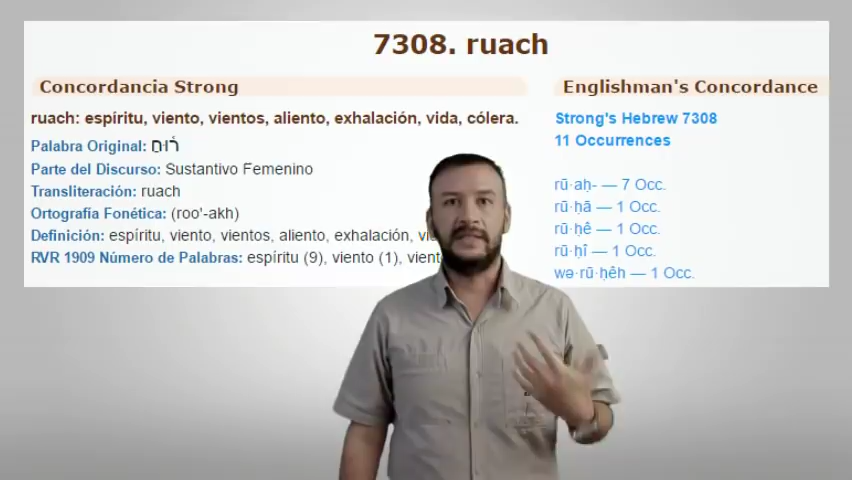 7308. ruach
Concordancia Strong
ruach: espíritu, viento, vientos, aliento, exhalación, vida, cólera.
Palabra Original: ר֫וּחַ
Parte del Discurso: Sustantivo Femenino
Transliteración: ruach
Ortografía Fonética: (roo'-akh)
Definición: espíritu, viento, vientos, aliento, exhalación,
RVR 1909 Número de Palabras: espíritu (9), viento (1),
Englishman's Concordance
Strong's Hebrew 7308
11 Occurrences
rū·aḥ- — 7 Occ.
rū·ḥā — 1 Occ.
rū·ḥê — 1 Occ.
rū·ḥî — 1 Occ.
wə·rū·ḥêh — 1 Occ.